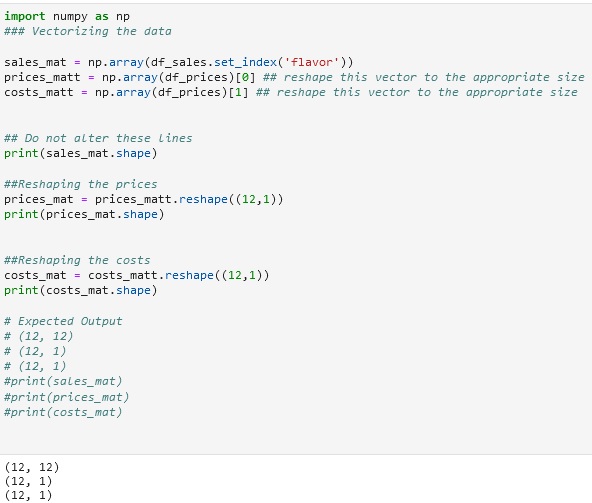 import numpy as np
### Vectorizing the data
sales_mat = np.array(df_sales.set_index('flavor'))
prices_matt = np.array(df_prices)[0] ## reshape this vector to the appropriate size
costs_matt = np.array(df_prices)[1] ## reshape this vector to the appropriate size
## Do not alter these lines
print(sales_mat.shape)
##Reshaping the prices
prices_mat = prices_matt.reshape((12,1))
print(prices_mat.shape)
##Reshaping the costs
costs_mat = costs_matt.reshape((12,1))
print(costs_mat.shape)
# Expected Output
# (12, 12)
# (12, 1)
# (12, 1)
#print(sales_mat)
#print(prices_mat)
#print(costs_mat)
(12, 12)
(12, 1)
(12, 1)